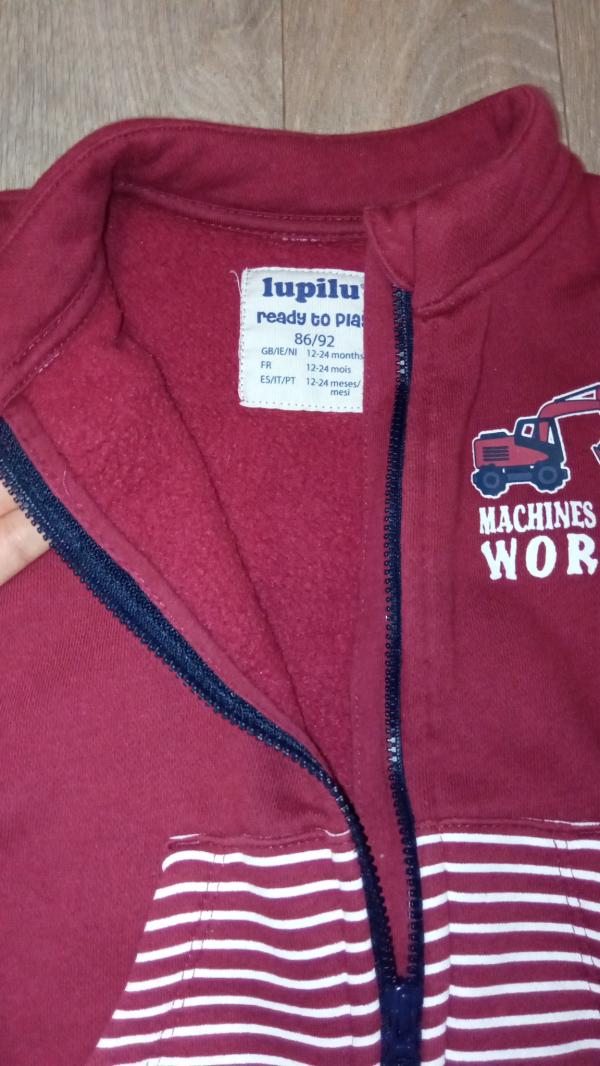 lupilu
ready to play
86/92
GB/IE/NI 12-24 months
FR 12-24 mois
ES/IT/PT 12-24 meses/
mesi
MACHINES
WOR